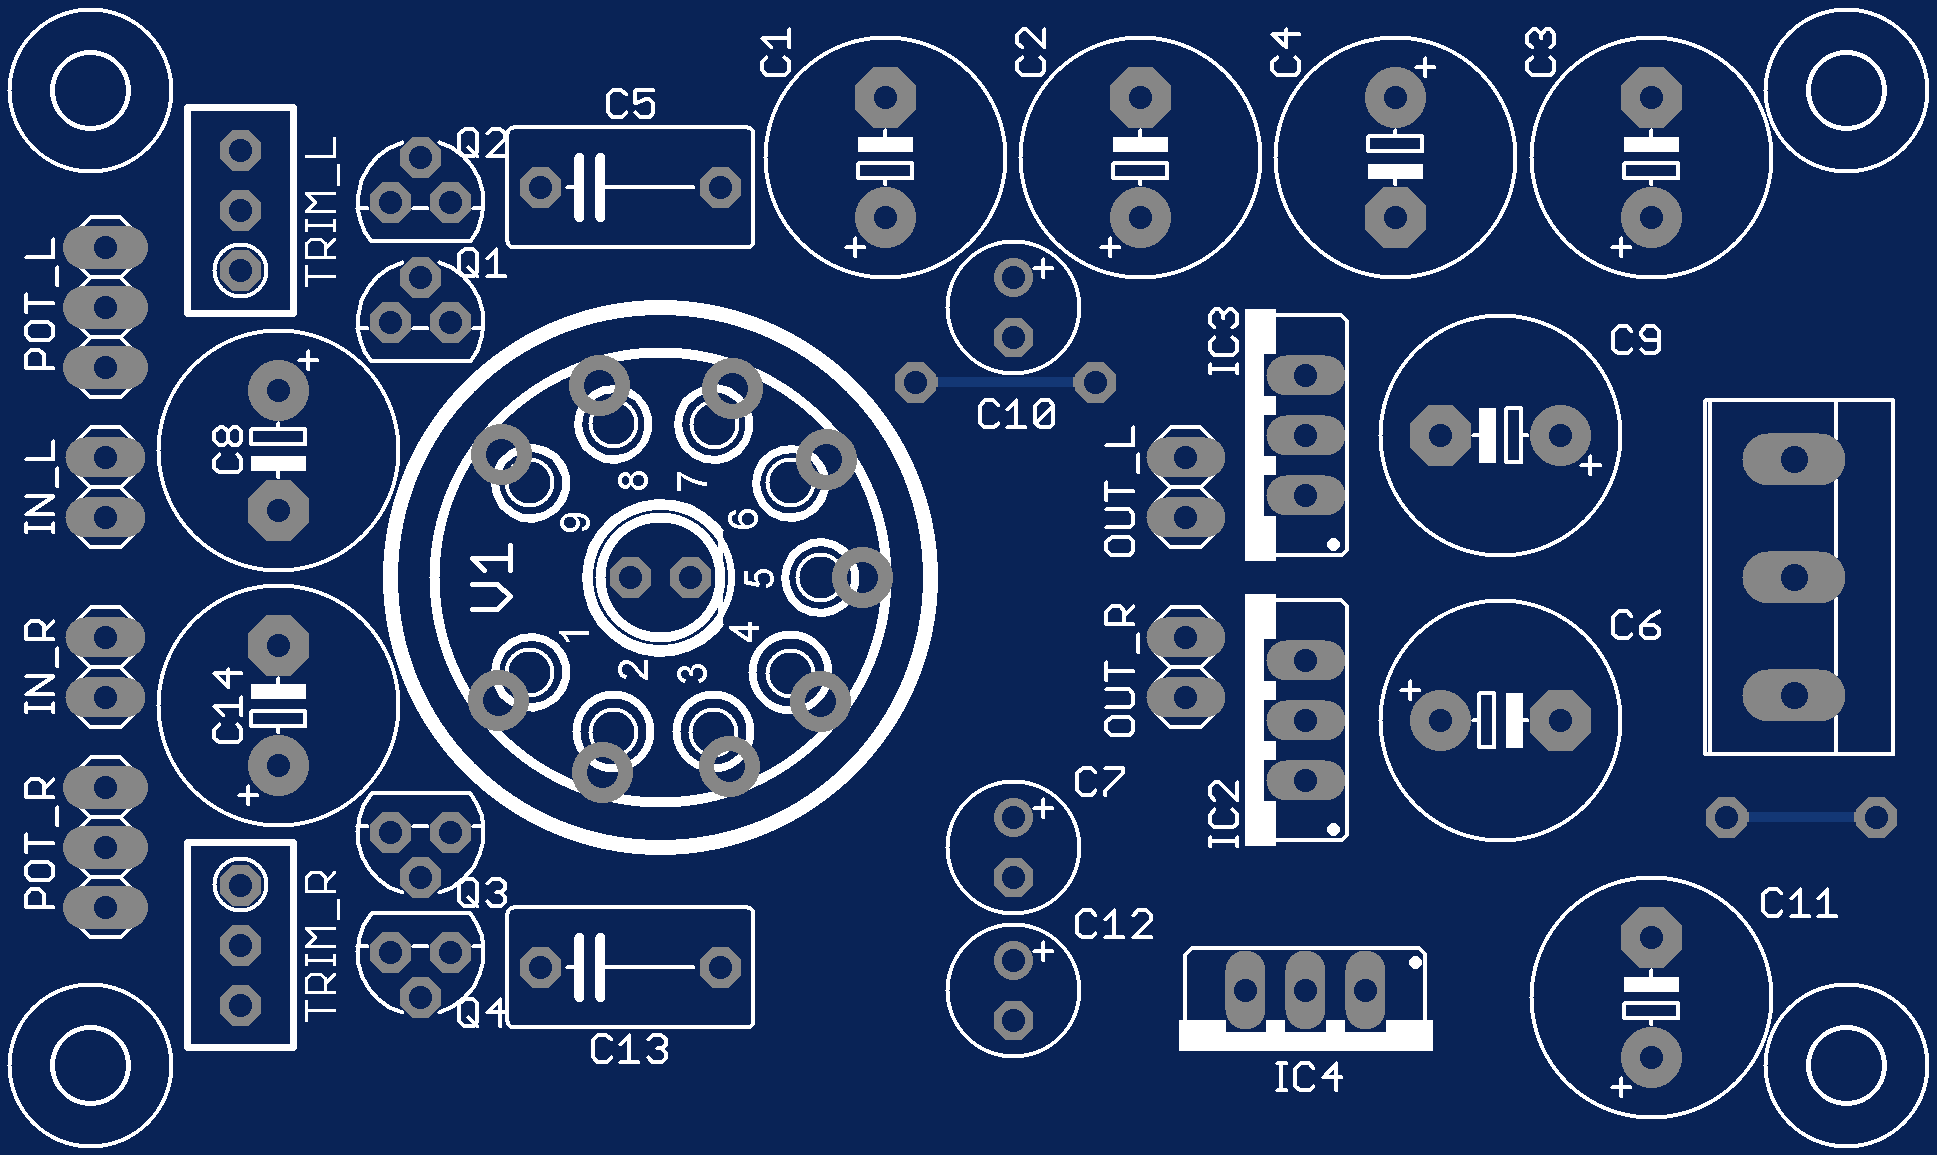 C1
C2
C4
C3
C5
Q2
TRIM_L
POT_L
Q1
IC3
C9
C10
C8
IN_L
OUT_L
8
7
9
6
V1
5
1
4
2
3
IN_R
OUT_R
C6
C14
C7
IC2
POT_R
Q3
TRIM_R
C12
C11
Q4
C13
IC4
+
+
+
+
+
+
+
+
+
+
+
+